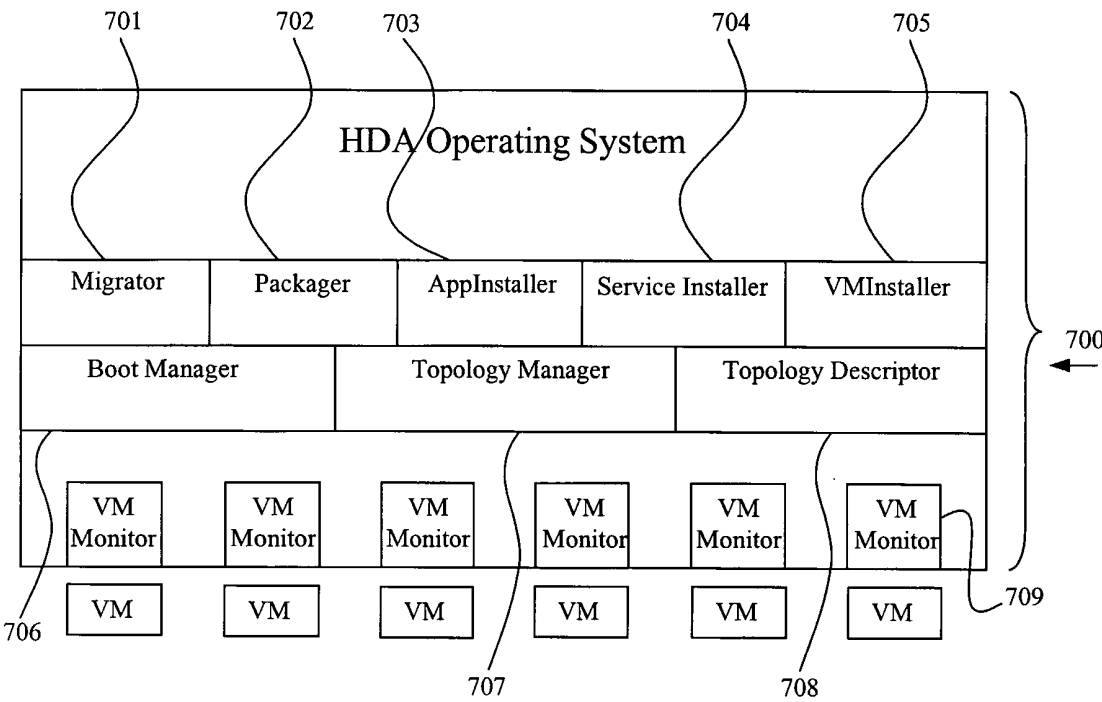 701
702
703
704
705
HDA Operating System
Migrator
Packager
AppInstaller
Service Installer
VMInstaller
700
Boot Manager
Topology Manager
Topology Descriptor
VM
Monitor
VM
Monitor
VM
Monitor
VM
Monitor
VM
Monitor
VM
Monitor
VM
VM
VM
VM
VM
VM
709
706
707
708